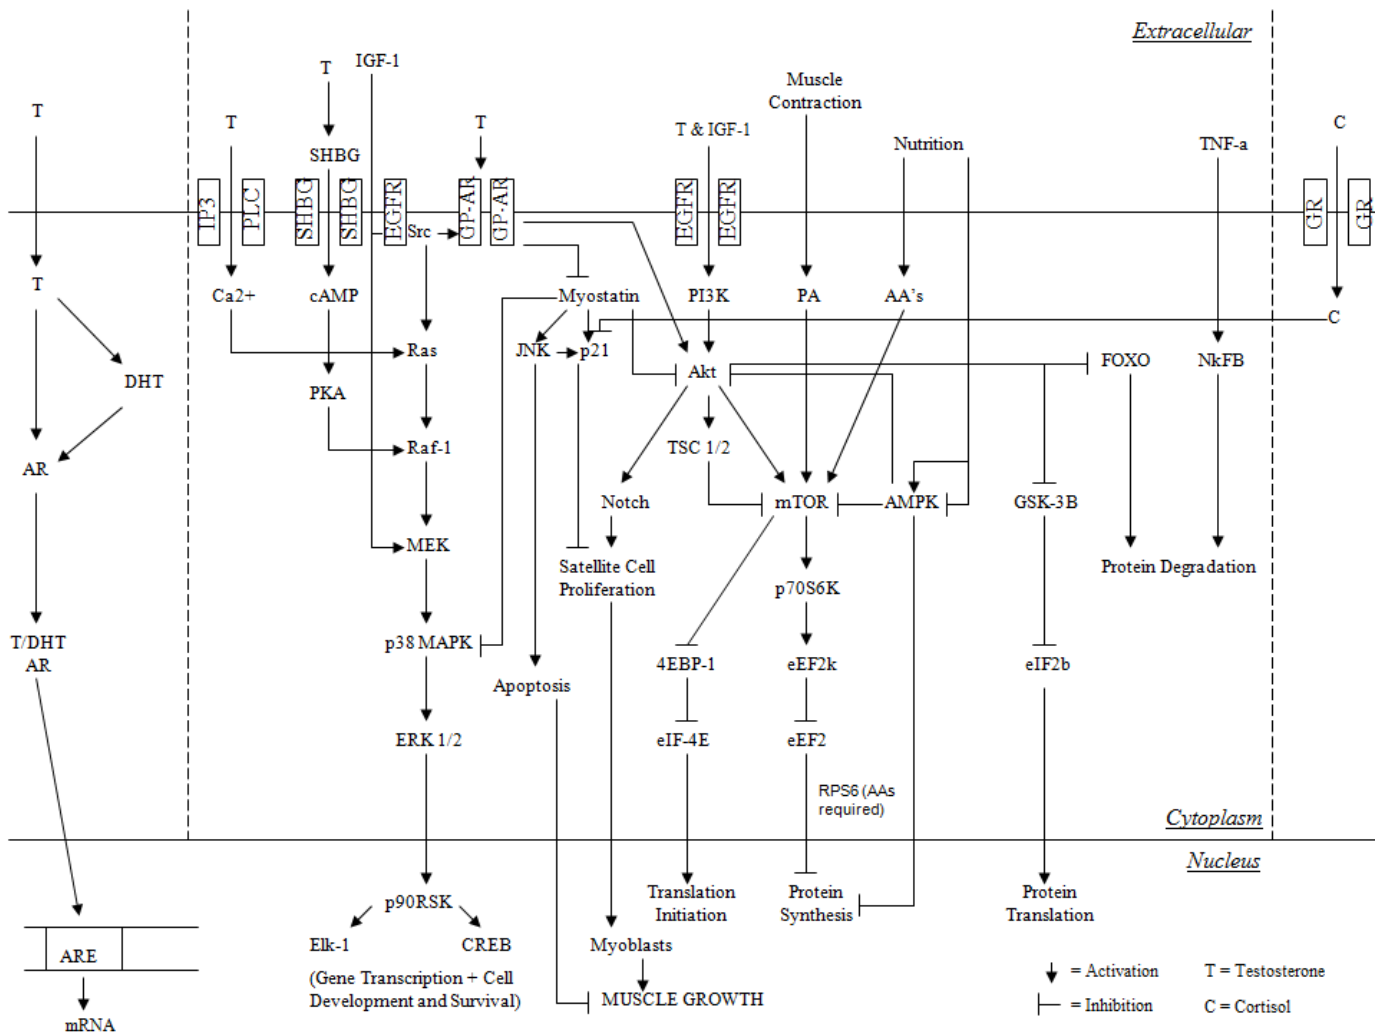 Extracellular
T
IGF-1
Muscle
Contraction
T
T
SHBG
T
T & IGF-1
Nutrition
TNF-a
C
IP3
PLC
SHBG
SHBG
EGFR
Src
GP-AR
GP-AR
EGFR
EGFR
GR
GR
T
Ca2+
cAMP
Myostatin
PI3K
PA
AA's
C
JNK
p21
Ras
Akt
FOXO
NkFB
DHT
PKA
AR
Raf-1
TSC 1/2
Notch
mTOR
AMPK
GSK-3B
MEK
Satellite Cell
Proliferation
Protein Degradation
p70S6K
T/DHT
AR
p38 MAPK
4EBP-1
eEF2k
eIF2b
Apoptosis
ERK 1/2
eIF-4E
eEF2
RPS6 (AAs
required)
Cytoplasm
Nucleus
p90RSK
Translation
Initiation
Protein
Synthesis
Protein
Translation
Elk-1
CREB
Myoblasts
ARE
(Gene Transcription + Cell
Development and Survival)
MUSCLE GROWTH
mRNA
= Activation
T = Testosterone
= Inhibition
C = Cortisol